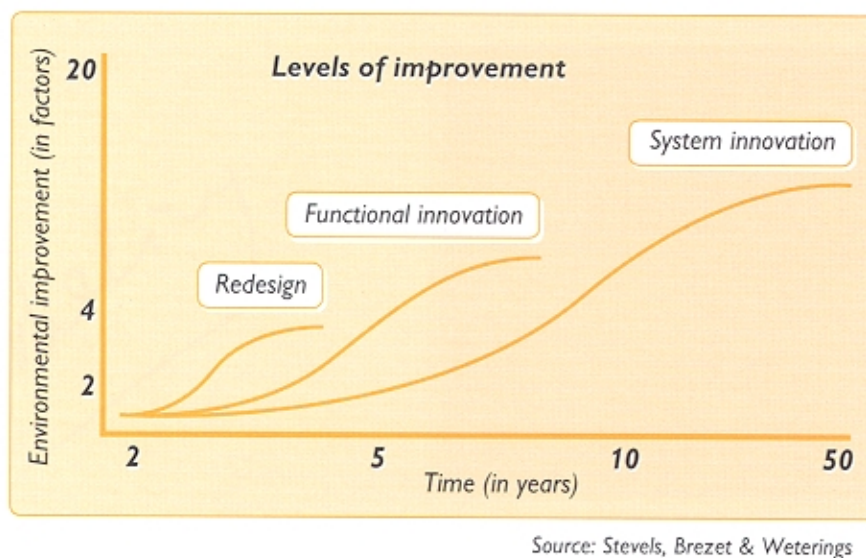 Levels of improvement
Environmental improvement (in factors)
20
4
2
System innovation
Functional innovation
Redesign
2 5 10 50
Time (in years)
Source: Stevels, Brezet & Weterings